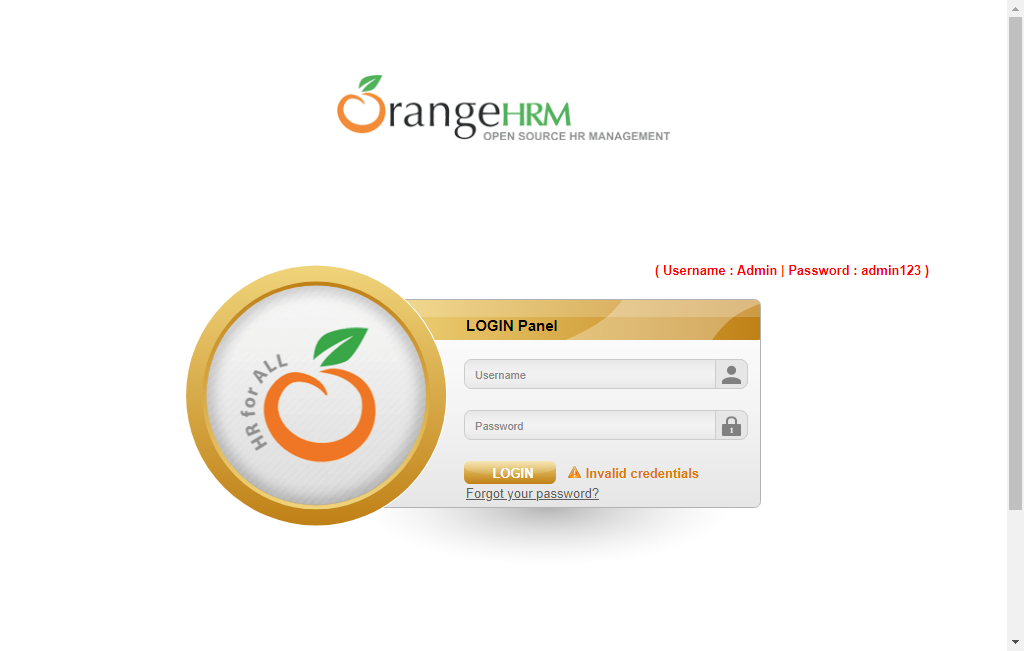 OrangeHRM
OPEN SOURCE HR MANAGEMENT
( Username : Admin | Password : admin123 )
HR for ALL
LOGIN Panel
Username
Password
LOGIN
Invalid credentials
Forgot your password?